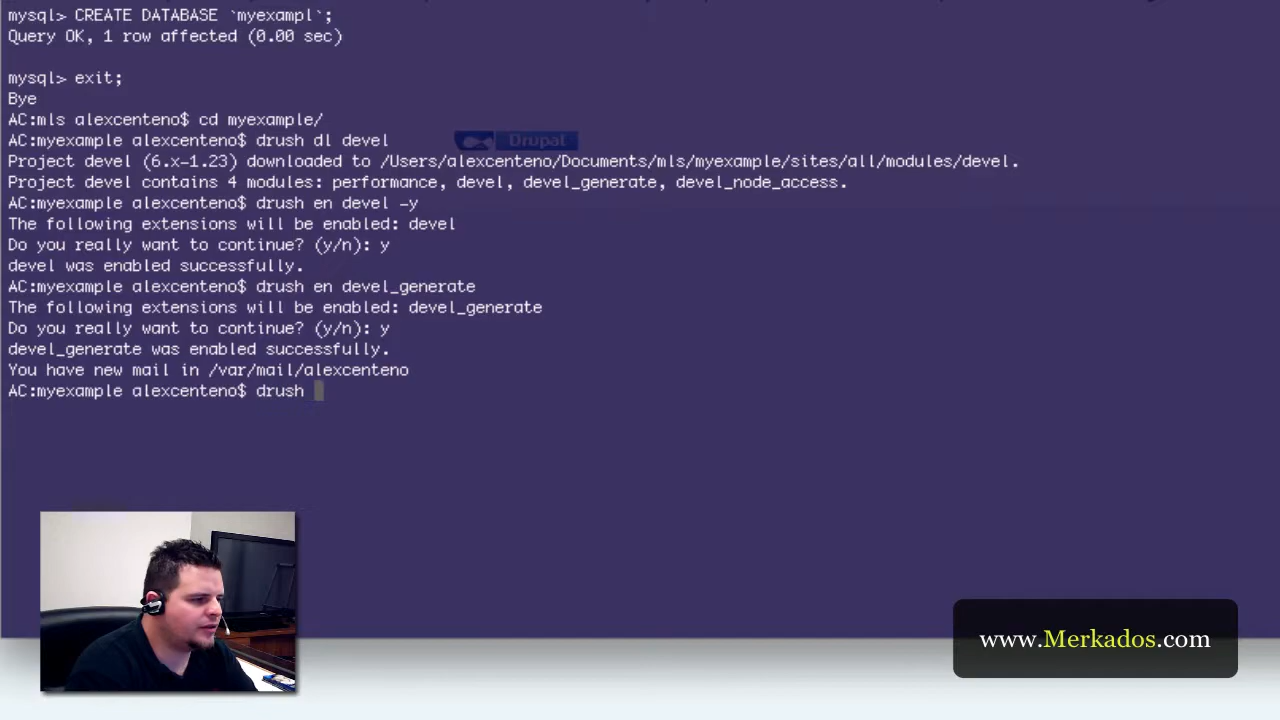 mysql> CREATE DATABASE `myexampl`;
Query OK, 1 row affected (0.00 sec)
mysql> exit;
Bye
AC:mls alexcenteno$ cd myexample/
AC:myexample alexcenteno$ drush dl devel
Drupal
Project devel (6.x-1.23) downloaded to /Users/alexcenteno/Documents/mls/myexample/sites/all/modules/devel.
Project devel contains 4 modules: performance, devel, devel_generate, devel_node_access.
AC:myexample alexcenteno$ drush en devel -y
The following extensions will be enabled: devel
Do you really want to continue? (y/n): y
devel was enabled successfully.
AC:myexample alexcenteno$ drush en devel_generate
The following extensions will be enabled: devel_generate
Do you really want to continue? (y/n): y
devel_generate was enabled successfully.
You have new mail in /var/mail/alexcenteno
AC:myexample alexcenteno$ drush
www.Merkados.com